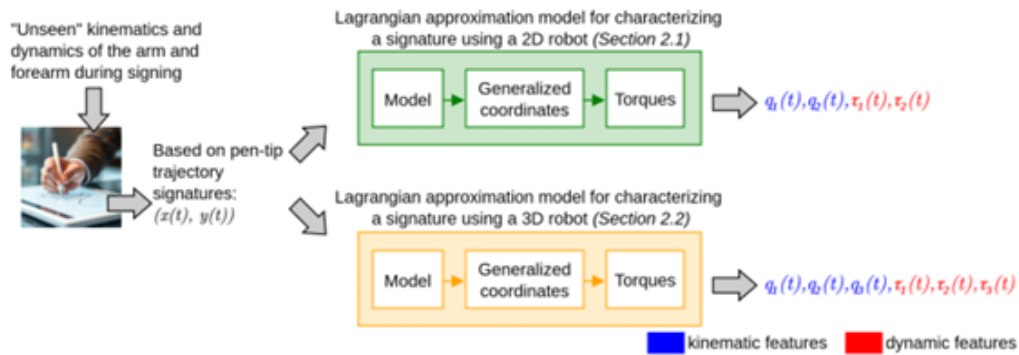 "Unseen" kinematics and
dynamics of the arm and
forearm during signing
Based on pen-tip
trajectory
signatures:
(x(t), y(t))
Lagrangian approximation model for characterizing
a signature using a 2D robot (Section 2.1)
Model
Generalized
coordinates
Torques
q₁(t),q₂(t),τ₁(t),τ₂(t)
Lagrangian approximation model for characterizing
a signature using a 3D robot (Section 2.2)
Model
Generalized
coordinates
Torques
q₁(t),q₂(t),q₃(t),τ₁(t),τ₂(t),τ₃(t)
kinematic features
dynamic features